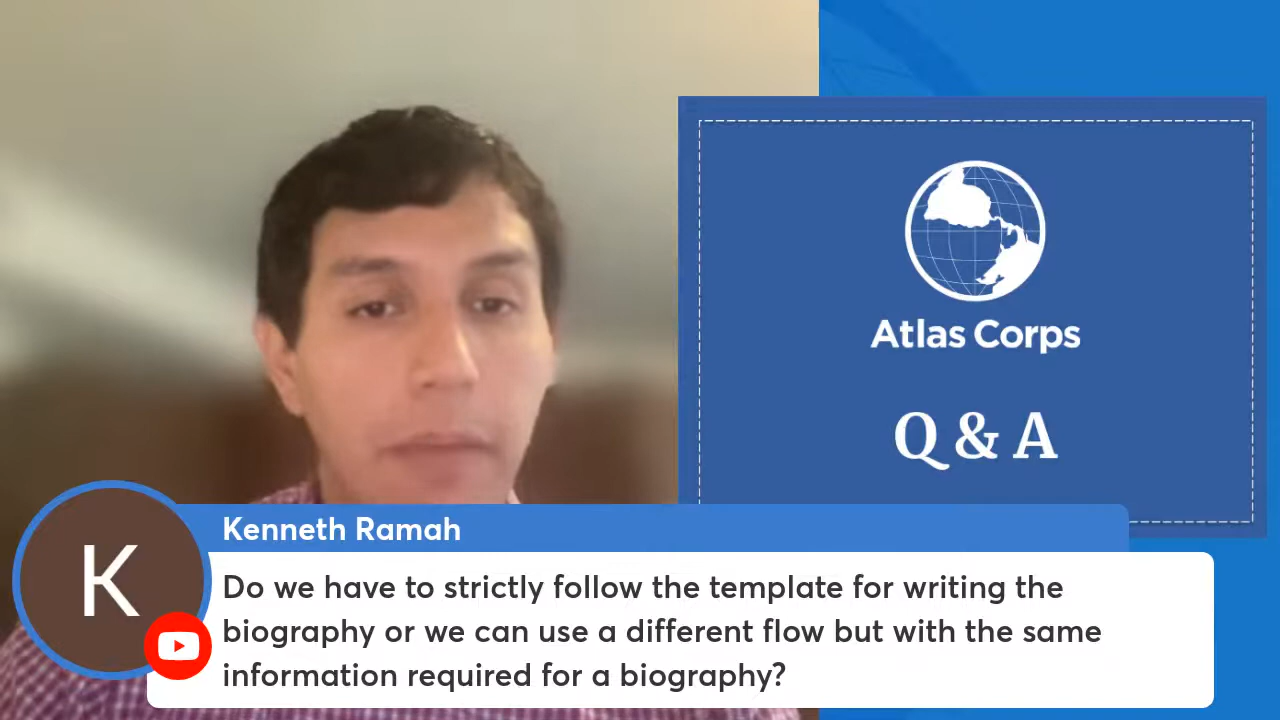 Atlas Corps
Q & A
K
Kenneth Ramah
Do we have to strictly follow the template for writing the
biography or we can use a different flow but with the same
information required for a biography?